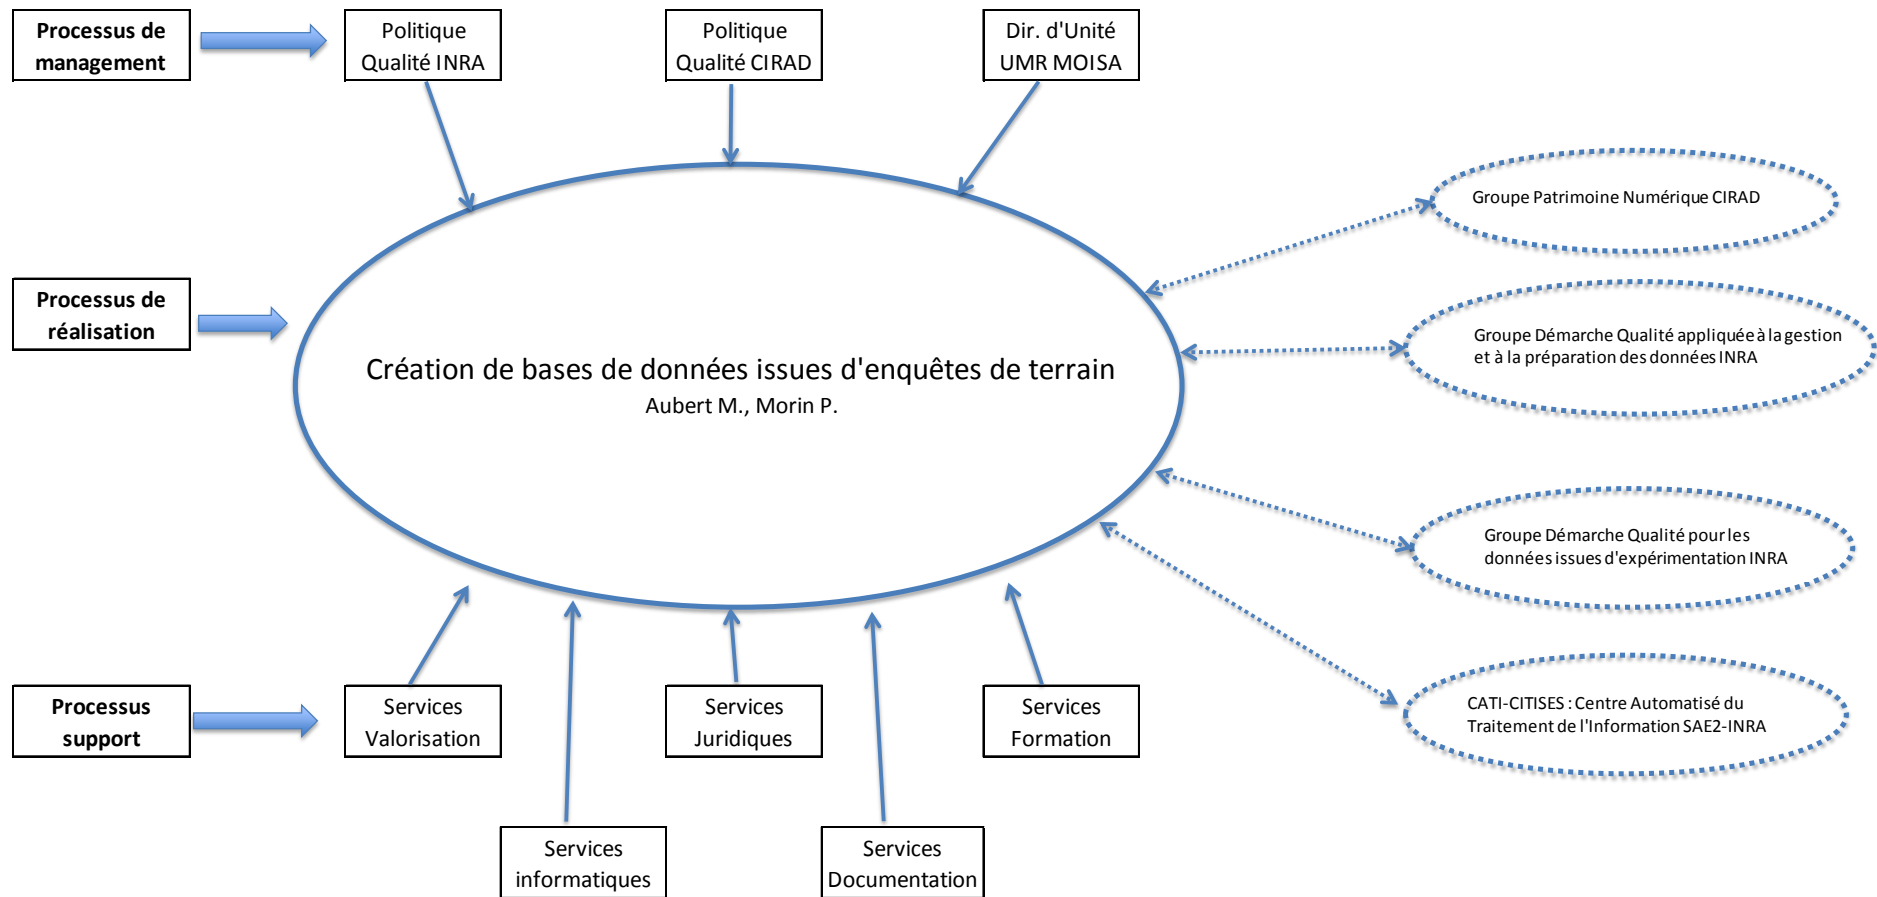 Processus de
management
Politique
Qualité INRA
Politique
Qualité CIRAD
Dir. d'Unité
UMR MOISA
Groupe Patrimoine Numérique CIRAD
Processus de
réalisation
Groupe Démarche Qualité appliquée à la gestion
et à la préparation des données INRA
Création de bases de données issues d'enquêtes de terrain
Aubert M., Morin P.
Groupe Démarche Qualité pour les
données issues d'expérimentation INRA
Processus
support
Services
Valorisation
Services
Juridiques
Services
Formation
CATI-CITISES : Centre Automatisé du
Traitement de l'Information SAE2-INRA
Services
informatiques
Services
Documentation